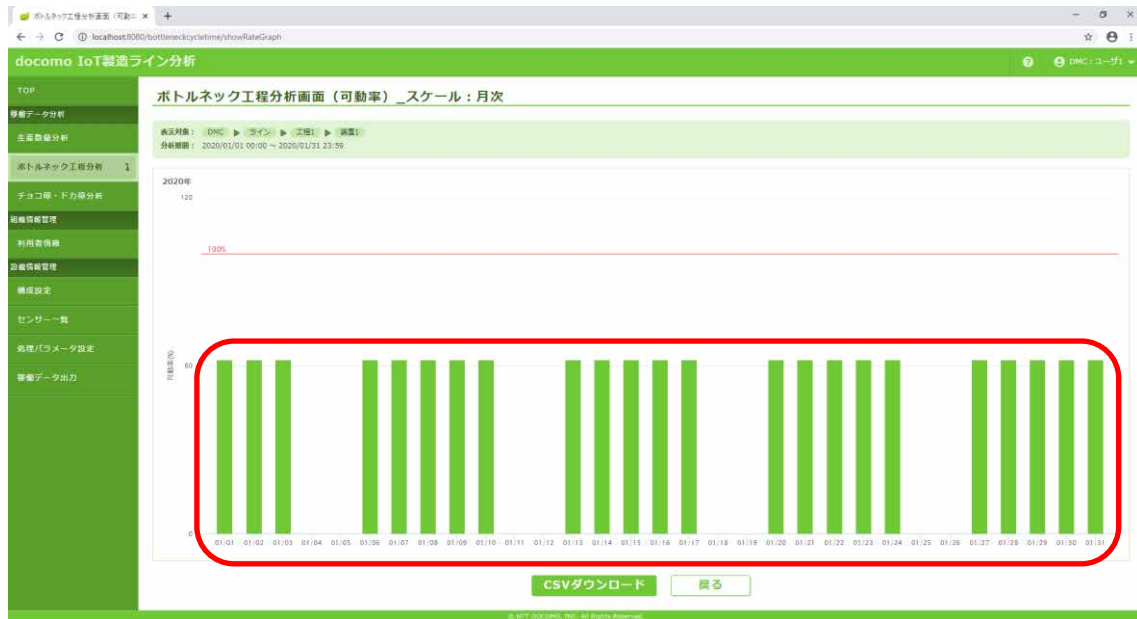 ボトルネック工程分析画面（可動率
localhost:8080/bottleneckcycletime/showRateGraph
docomo IoT製造ライン分析
DMC：ユーザ1
TOP
稼働データ分析
生産数量分析
ボトルネック工程分析 1
チョコ停・ドカ停分析
組織情報管理
利用者情報
設備情報管理
構成設定
センサー一覧
処理パラメータ設定
稼働データ出力
ボトルネック工程分析画面（可動率）_スケール：月次
表示対象： DMC ▶ ライン ▶ 工程1 ▶ 装置1
分析期間： 2020/01/01 00:00 ~ 2020/01/31 23:59
2020年
120
100%
可動率(%)
60
0
01/01 01/02 01/03 01/04 01/05 01/06 01/07 01/08 01/09 01/10 01/11 01/12 01/13 01/14 01/15 01/16 01/17 01/18 01/19 01/20 01/21 01/22 01/23 01/24 01/25 01/26 01/27 01/28 01/29 01/30 01/31
CSVダウンロード 戻る
© NTT DOCOMO, INC. All Rights Reserved.